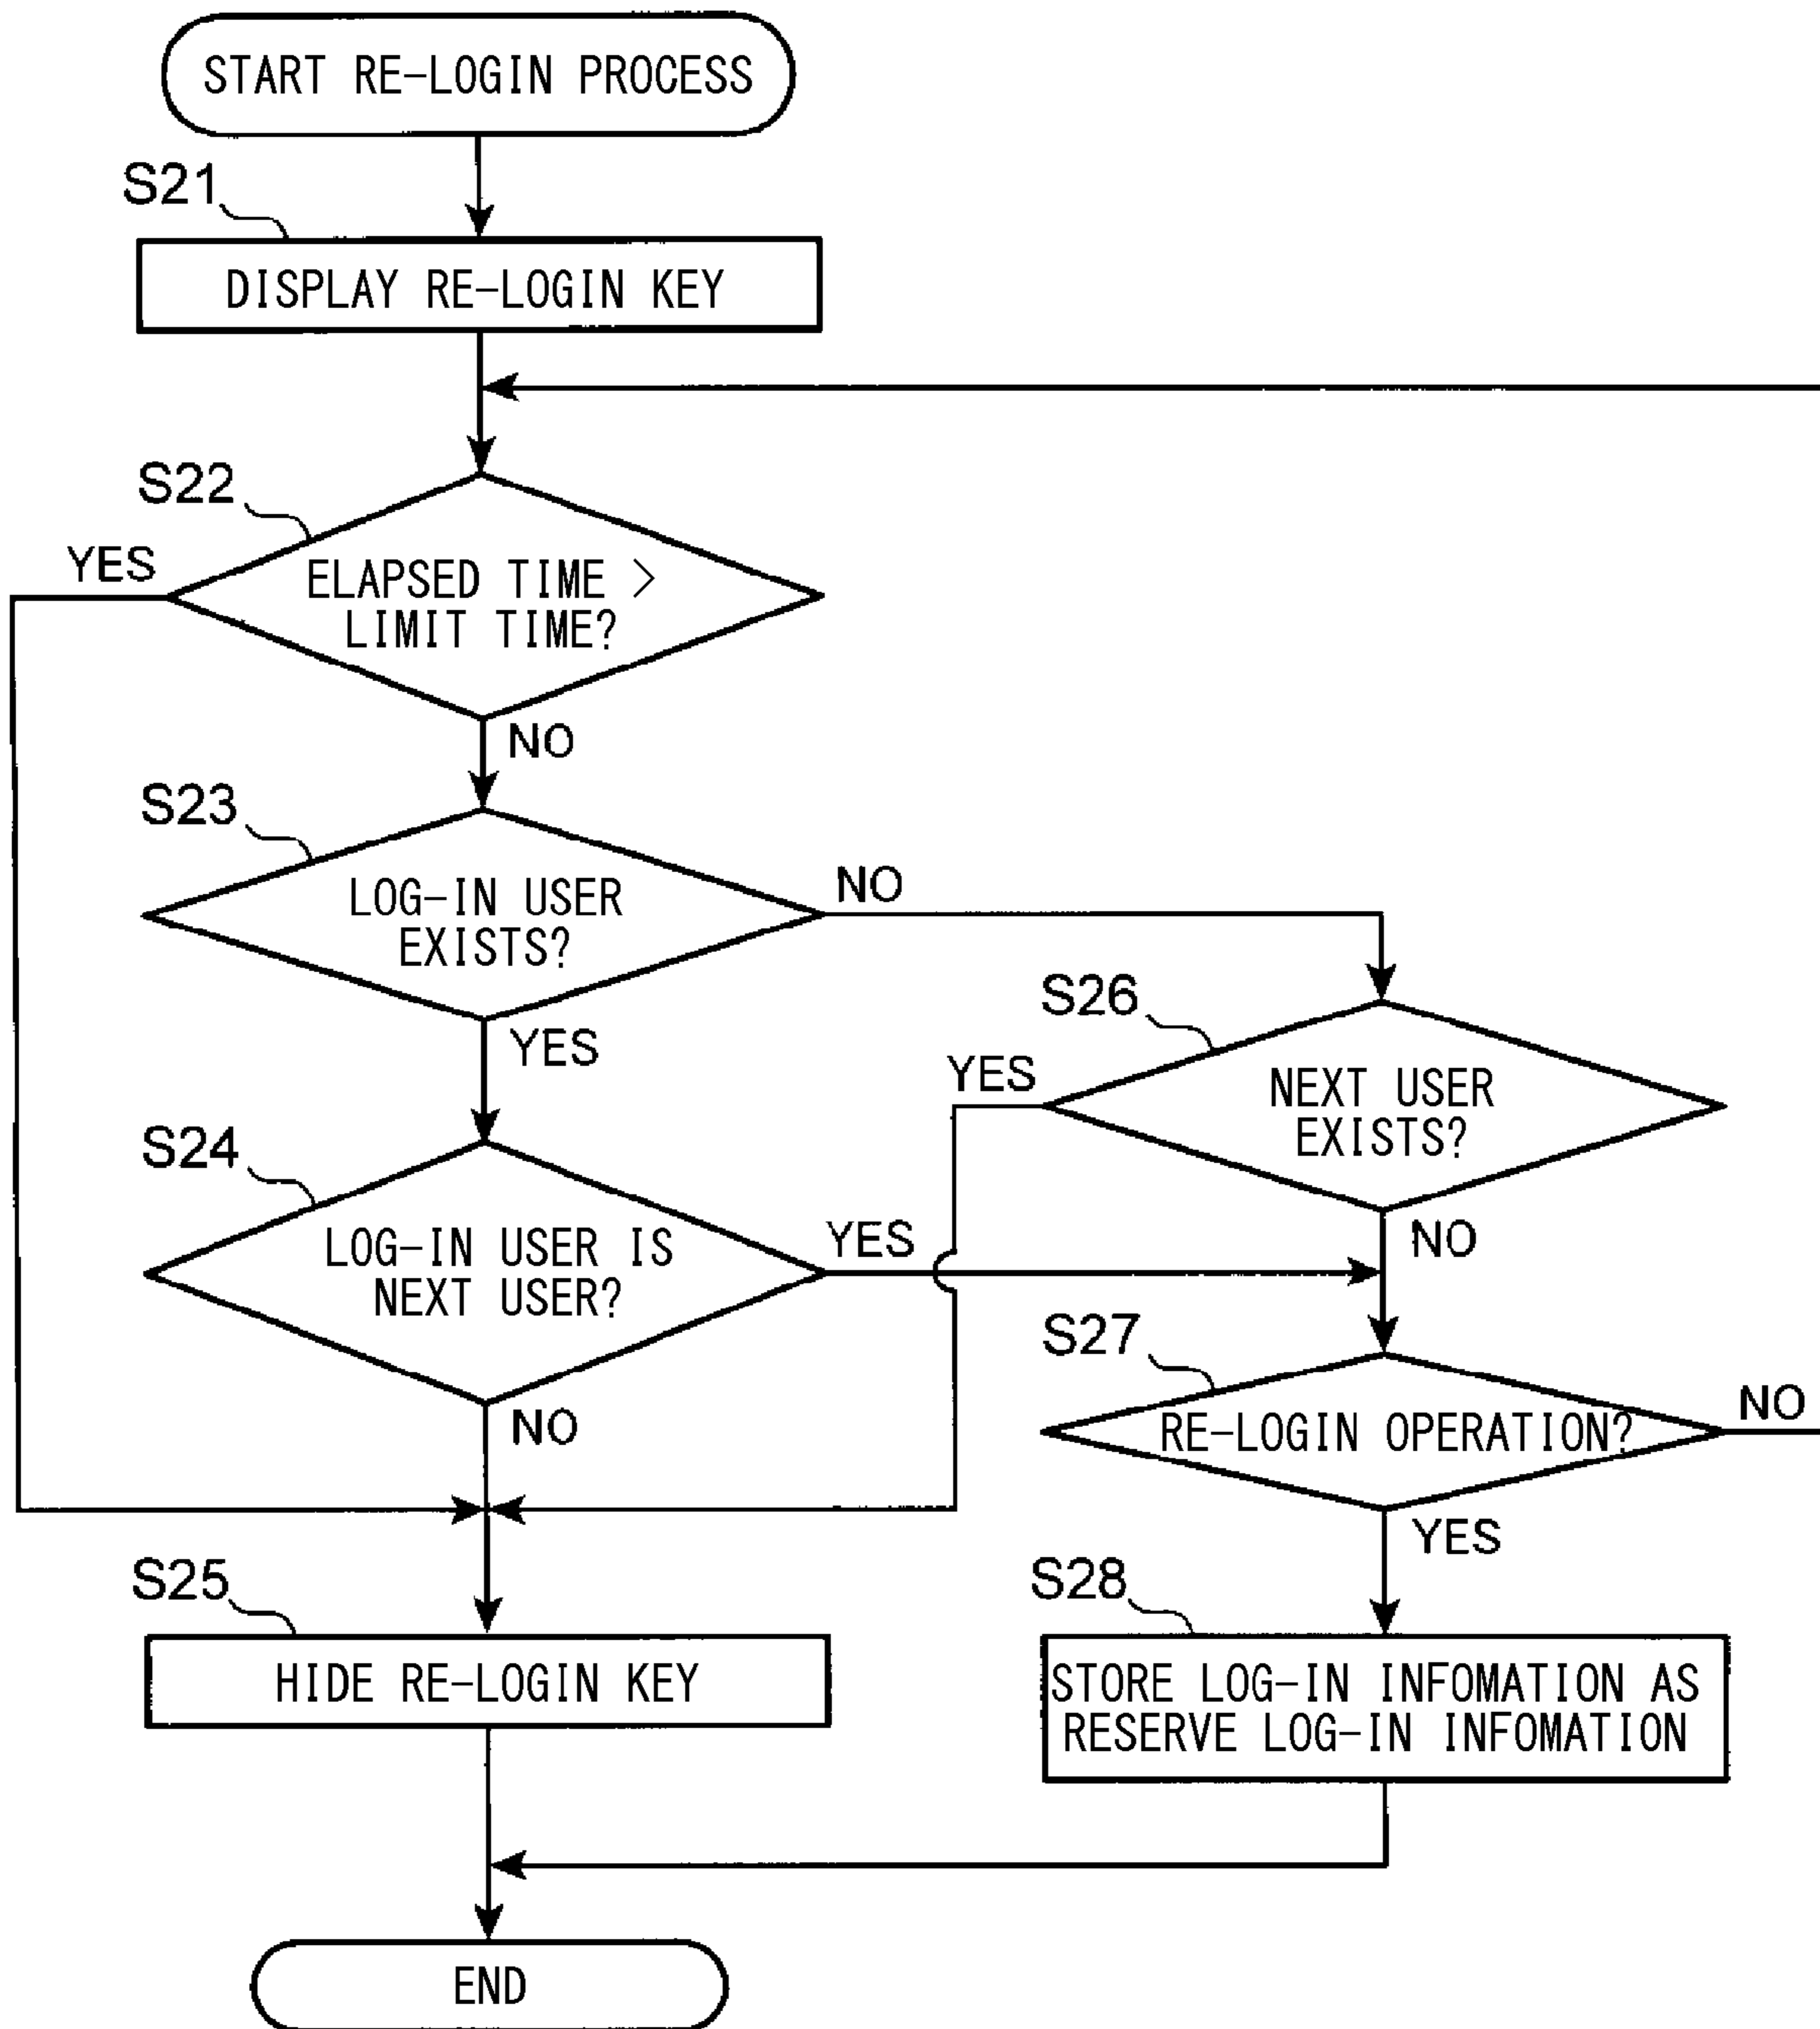 START RE-LOGIN PROCESS
S21
DISPLAY RE-LOGIN KEY
S22
YES
ELAPSED TIME >
LIMIT TIME?
NO
S23
LOG-IN USER
EXISTS?
NO
YES
S26
YES
NEXT USER
EXISTS?
NO
S24
LOG-IN USER IS
NEXT USER?
YES
NO
S27
RE-LOGIN OPERATION?
NO
YES
S25
HIDE RE-LOGIN KEY
S28
STORE LOG-IN INFOMATION AS
RESERVE LOG-IN INFOMATION
END